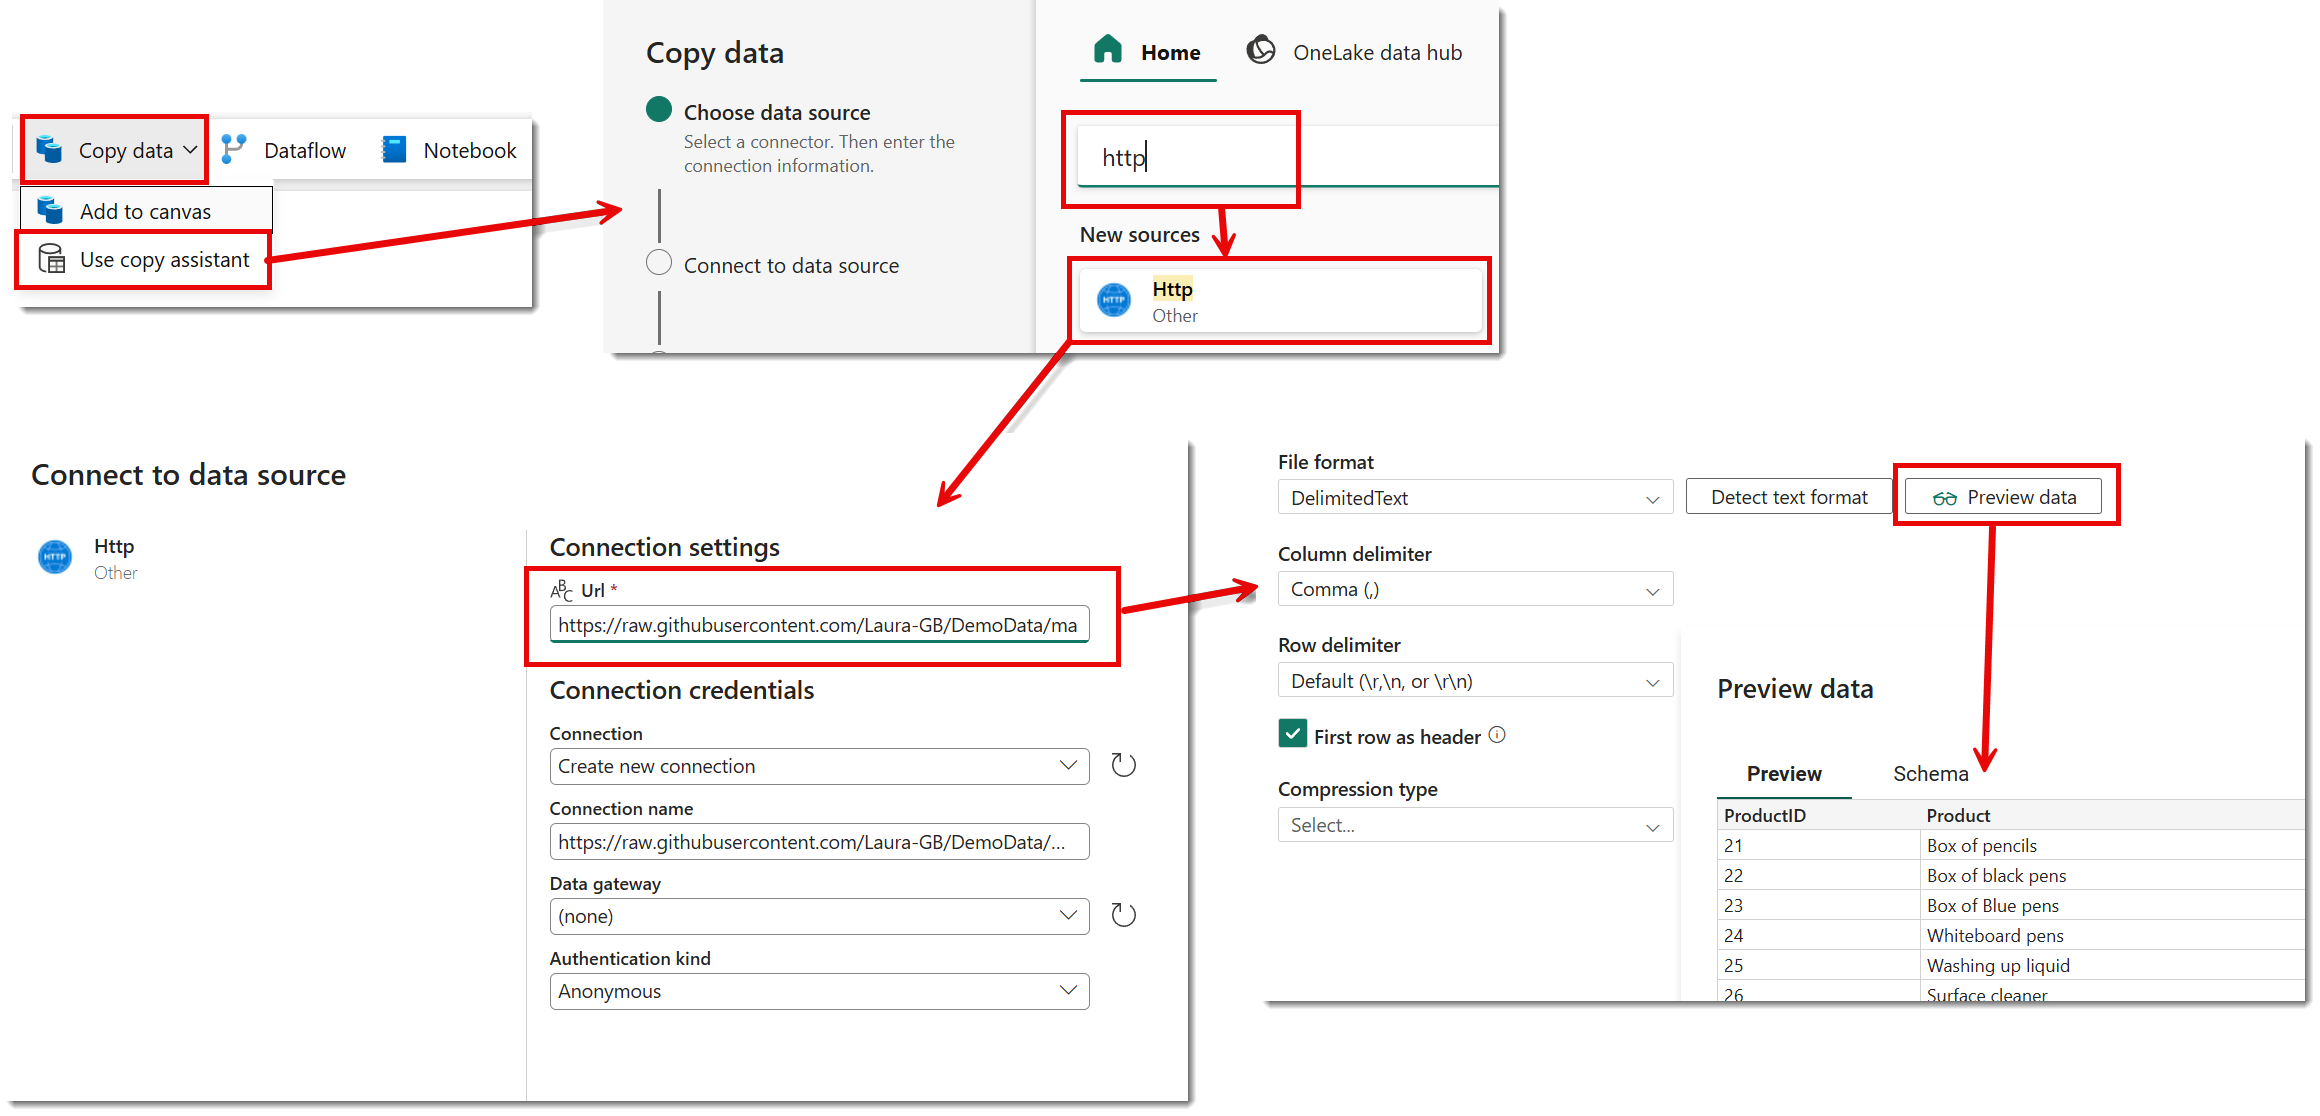 Copy data
Dataflow
Notebook
Add to canvas
Use copy assistant
Copy data
Choose data source
Select a connector. Then enter the
connection information.
Connect to data source
Home
OneLake data hub
http
New sources
HTTP
Http
Other
Connect to data source
HTTP
Http
Other
Connection settings
ABC Url *
https://raw.githubusercontent.com/Laura-GB/DemoData/ma
Connection credentials
Connection
Create new connection
Connection name
https://raw.githubusercontent.com/Laura-GB/DemoData/...
Data gateway
(none)
Authentication kind
Anonymous
File format
DelimitedText
Detect text format
Preview data
Column delimiter
Comma (,)
Row delimiter
Default (\r,\n, or \r\n)
First row as header
Compression type
Select...
Preview data
Preview
Schema
ProductID Product
21 Box of pencils
22 Box of black pens
23 Box of Blue pens
24 Whiteboard pens
25 Washing up liquid
26 Surface cleaner